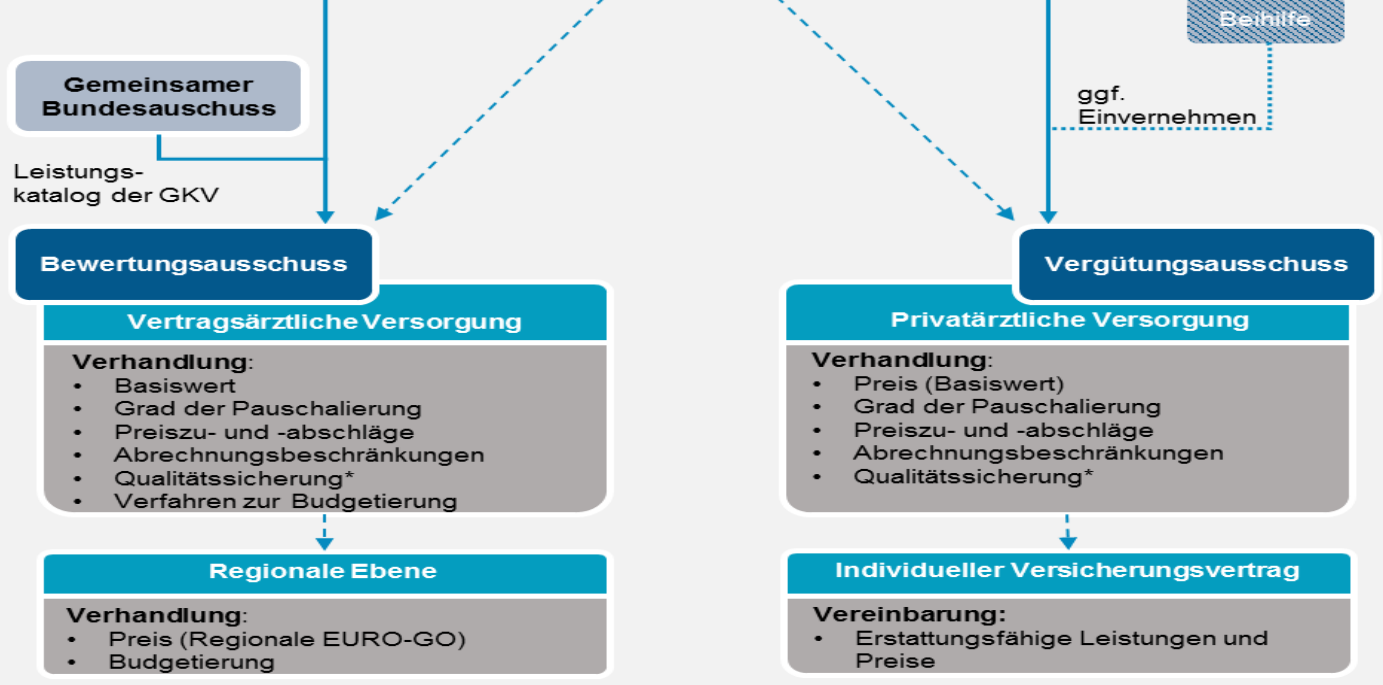 Beihilfe
Gemeinsamer
Bundesauschuss
ggf.
Einvernehmen
Leistungs-
katalog der GKV
Bewertungsausschuss
Vertragsärztliche Versorgung
Verhandlung:
• Basiswert
• Grad der Pauschalierung
• Preiszu- und -abschläge
• Abrechnungsbeschränkungen
• Qualitätssicherung*
• Verfahren zur Budgetierung
Regionale Ebene
Verhandlung:
• Preis (Regionale EURO-GO)
• Budgetierung
Vergütungsausschuss
Privatärztliche Versorgung
Verhandlung:
• Preis (Basiswert)
• Grad der Pauschalierung
• Preiszu- und -abschläge
• Abrechnungsbeschränkungen
• Qualitätssicherung*
Individueller Versicherungsvertrag
Vereinbarung:
• Erstattungsfähige Leistungen und
Preise